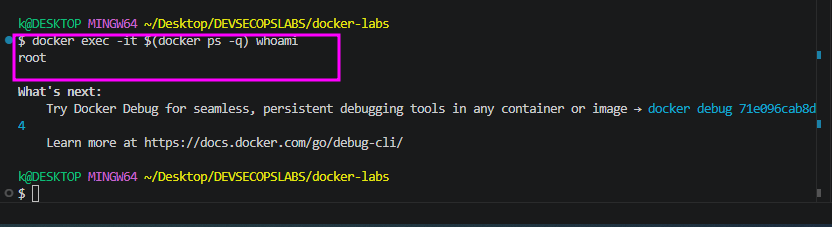 k@DESKTOP MINGW64 ~/Desktop/DEVSECOPSLABS/docker-labs
$ docker exec -it $(docker ps -q) whoami
root
What's next:
Try Docker Debug for seamless, persistent debugging tools in any container or image → docker debug 71e096cab8d
4
Learn more at https://docs.docker.com/go/debug-cli/
k@DESKTOP MINGW64 ~/Desktop/DEVSECOPSLABS/docker-labs
$